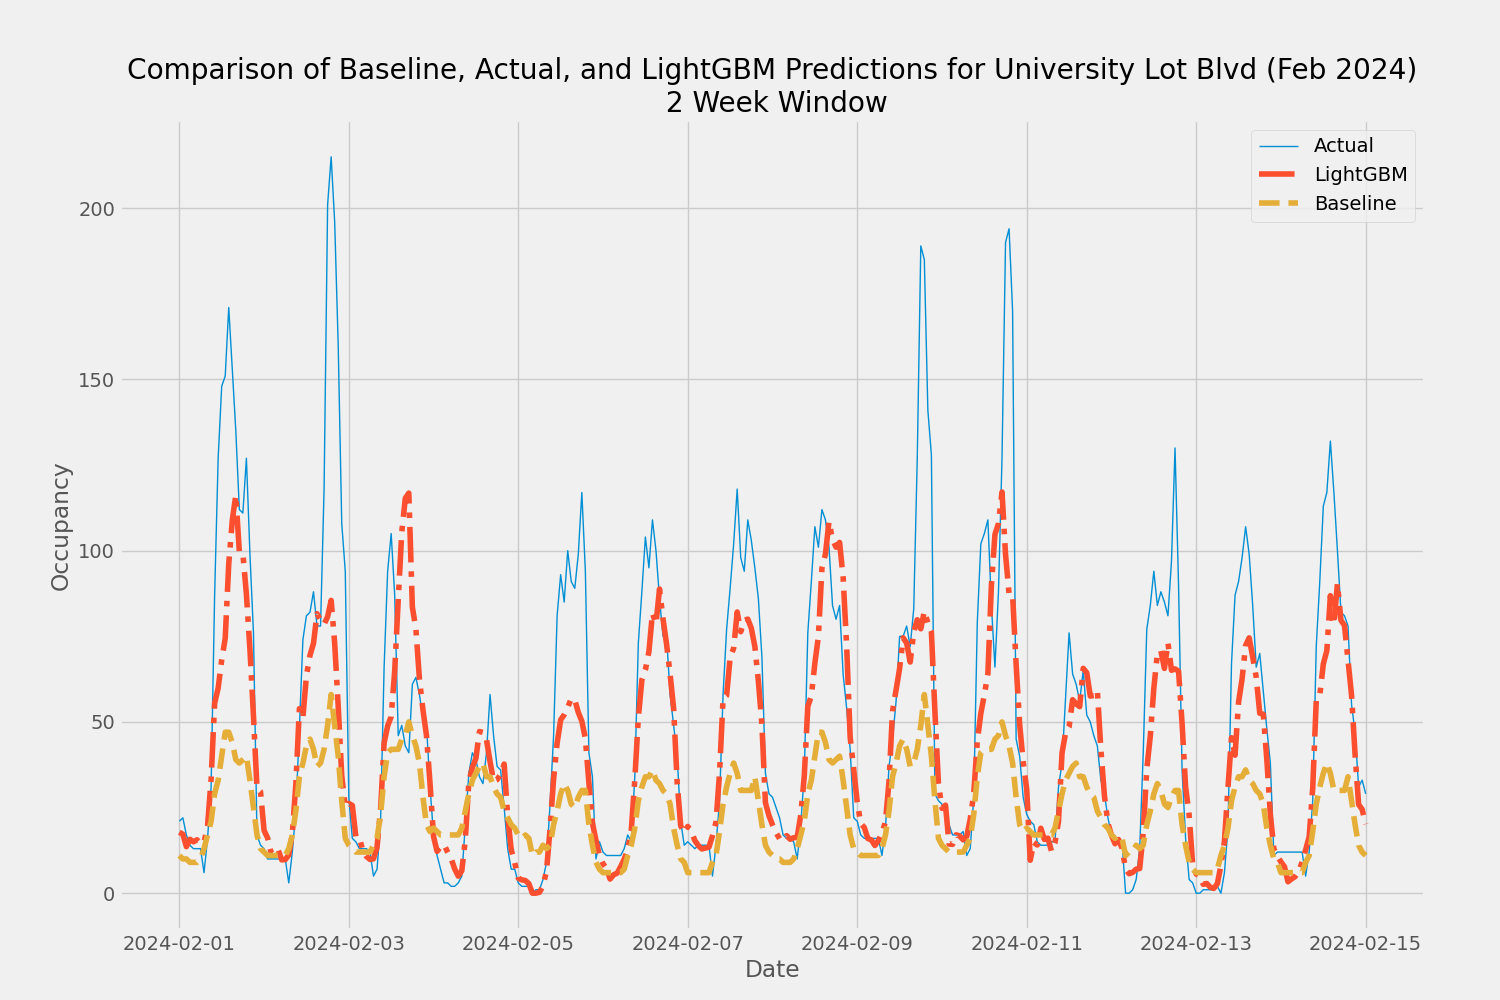 Comparison of Baseline, Actual, and LightGBM Predictions for University Lot Blvd (Feb 2024)
2 Week Window
Actual
LightGBM
Baseline
Occupancy
200
150
100
50
0
2024-02-01
2024-02-03
2024-02-05
2024-02-07
2024-02-09
2024-02-11
2024-02-13
2024-02-15
Date